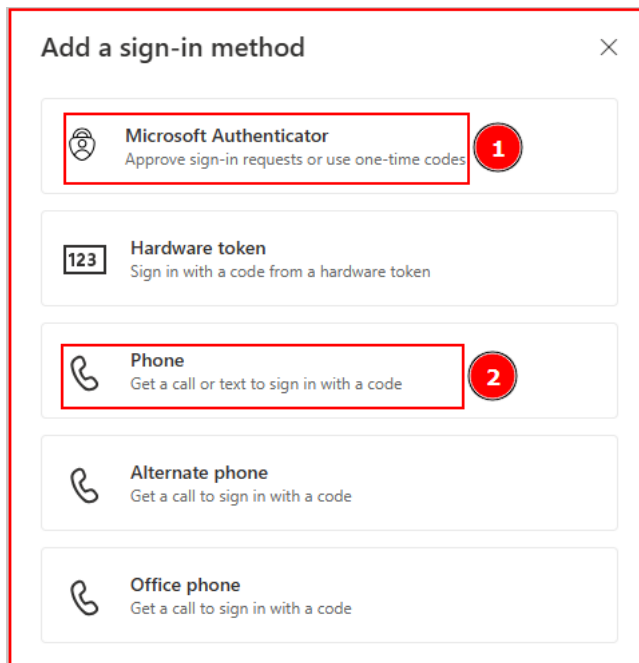 Add a sign-in method
Microsoft Authenticator
Approve sign-in requests or use one-time codes
1
123
Hardware token
Sign in with a code from a hardware token
Phone
Get a call or text to sign in with a code
2
Alternate phone
Get a call to sign in with a code
Office phone
Get a call to sign in with a code